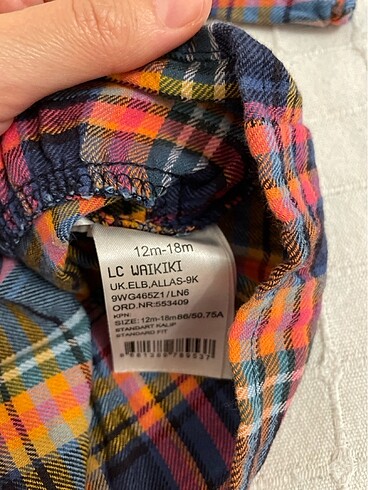 12m-18m
LC WAIKIKI
UK.ELB,ALLAS-9K
9WG465Z1/LN6
ORD.NR:553409
KPN:
SIZE: 12m-18m86/50.75A
STANDART KALIP
STANDARD FIT